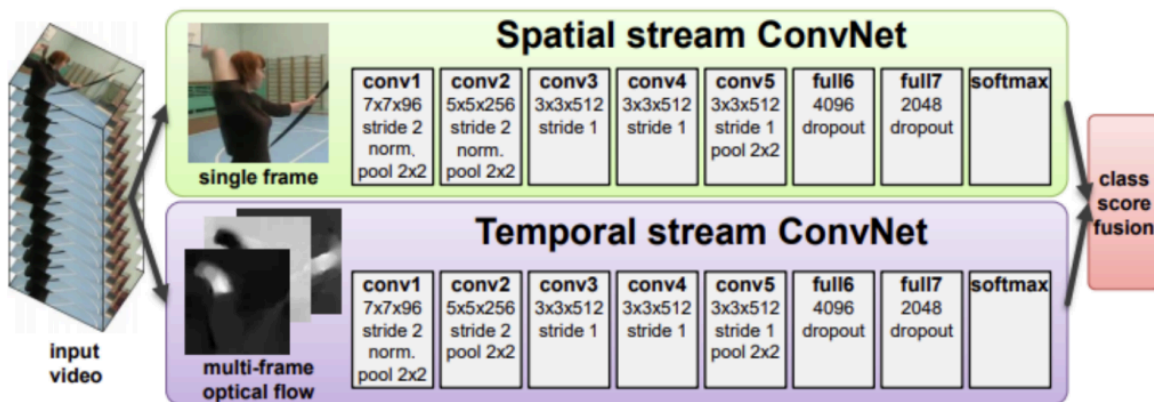 Spatial stream ConvNet
conv1
7x7x96
stride 2
norm.
pool 2x2
conv2
5x5x256
stride 2
norm.
pool 2x2
conv3
3x3x512
stride 1
conv4
3x3x512
stride 1
conv5
3x3x512
stride 1
pool 2x2
full6
4096
dropout
full7
2048
dropout
softmax
single frame
Temporal stream ConvNet
conv1
7x7x96
stride 2
norm.
pool 2x2
conv2
5x5x256
stride 2
pool 2x2
conv3
3x3x512
stride 1
conv4
3x3x512
stride 1
conv5
3x3x512
stride 1
pool 2x2
full6
4096
dropout
full7
2048
dropout
softmax
multi-frame
optical flow
input
video
class
score
fusion